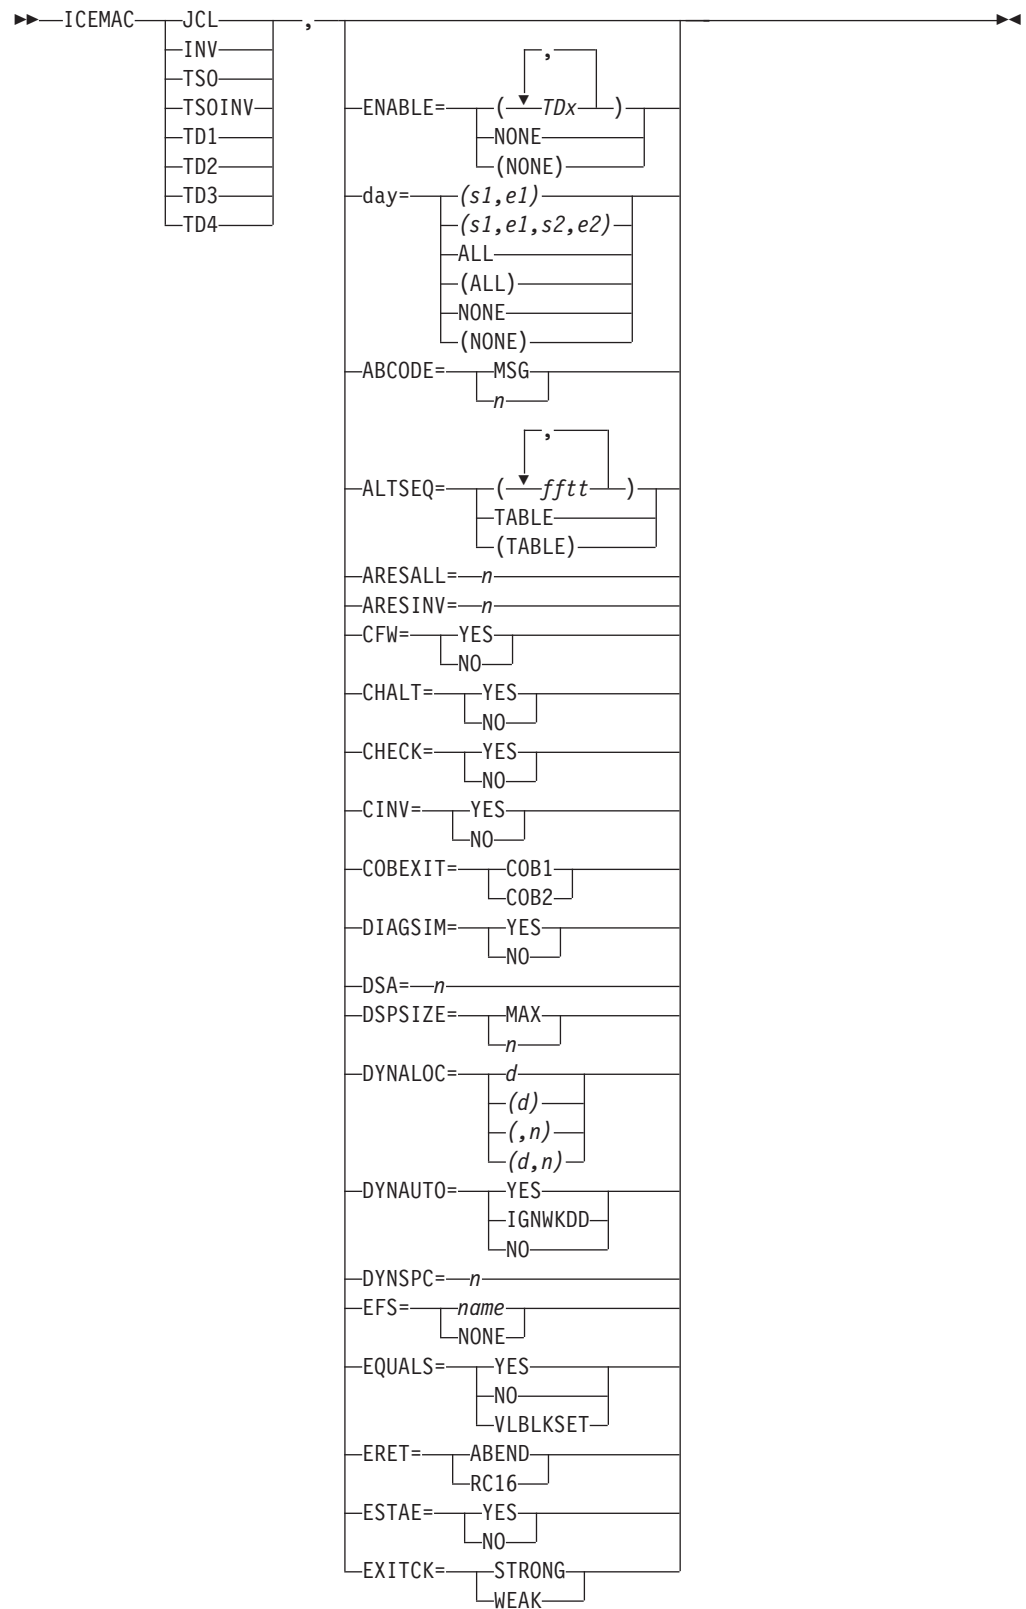 ICEMAC JCL ,
INV
TSO
TSOINV
TD1
TD2
TD3
TD4
,
ENABLE= ( TDx )
NONE
(NONE)
day= (s1,e1)
(s1,e1,s2,e2)
ALL
(ALL)
NONE
(NONE)
ABCODE= MSG
n
,
ALTSEQ= ( fftt )
TABLE
(TABLE)
ARESALL= n
ARESINV= n
CFW= YES
NO
CHALT= YES
NO
CHECK= YES
NO
CINV= YES
NO
COBEXIT= COB1
COB2
DIAGSIM= YES
NO
DSA= n
DSPSIZE= MAX
n
DYNALOC= d
(d)
(,n)
(d,n)
DYNAUTO= YES
IGNWKDD
NO
DYNSPC= n
EFS= name
NONE
EQUALS= YES
NO
VLBLKSET
ERET= ABEND
RC16
ESTAE= YES
NO
EXITCK= STRONG
WEAK